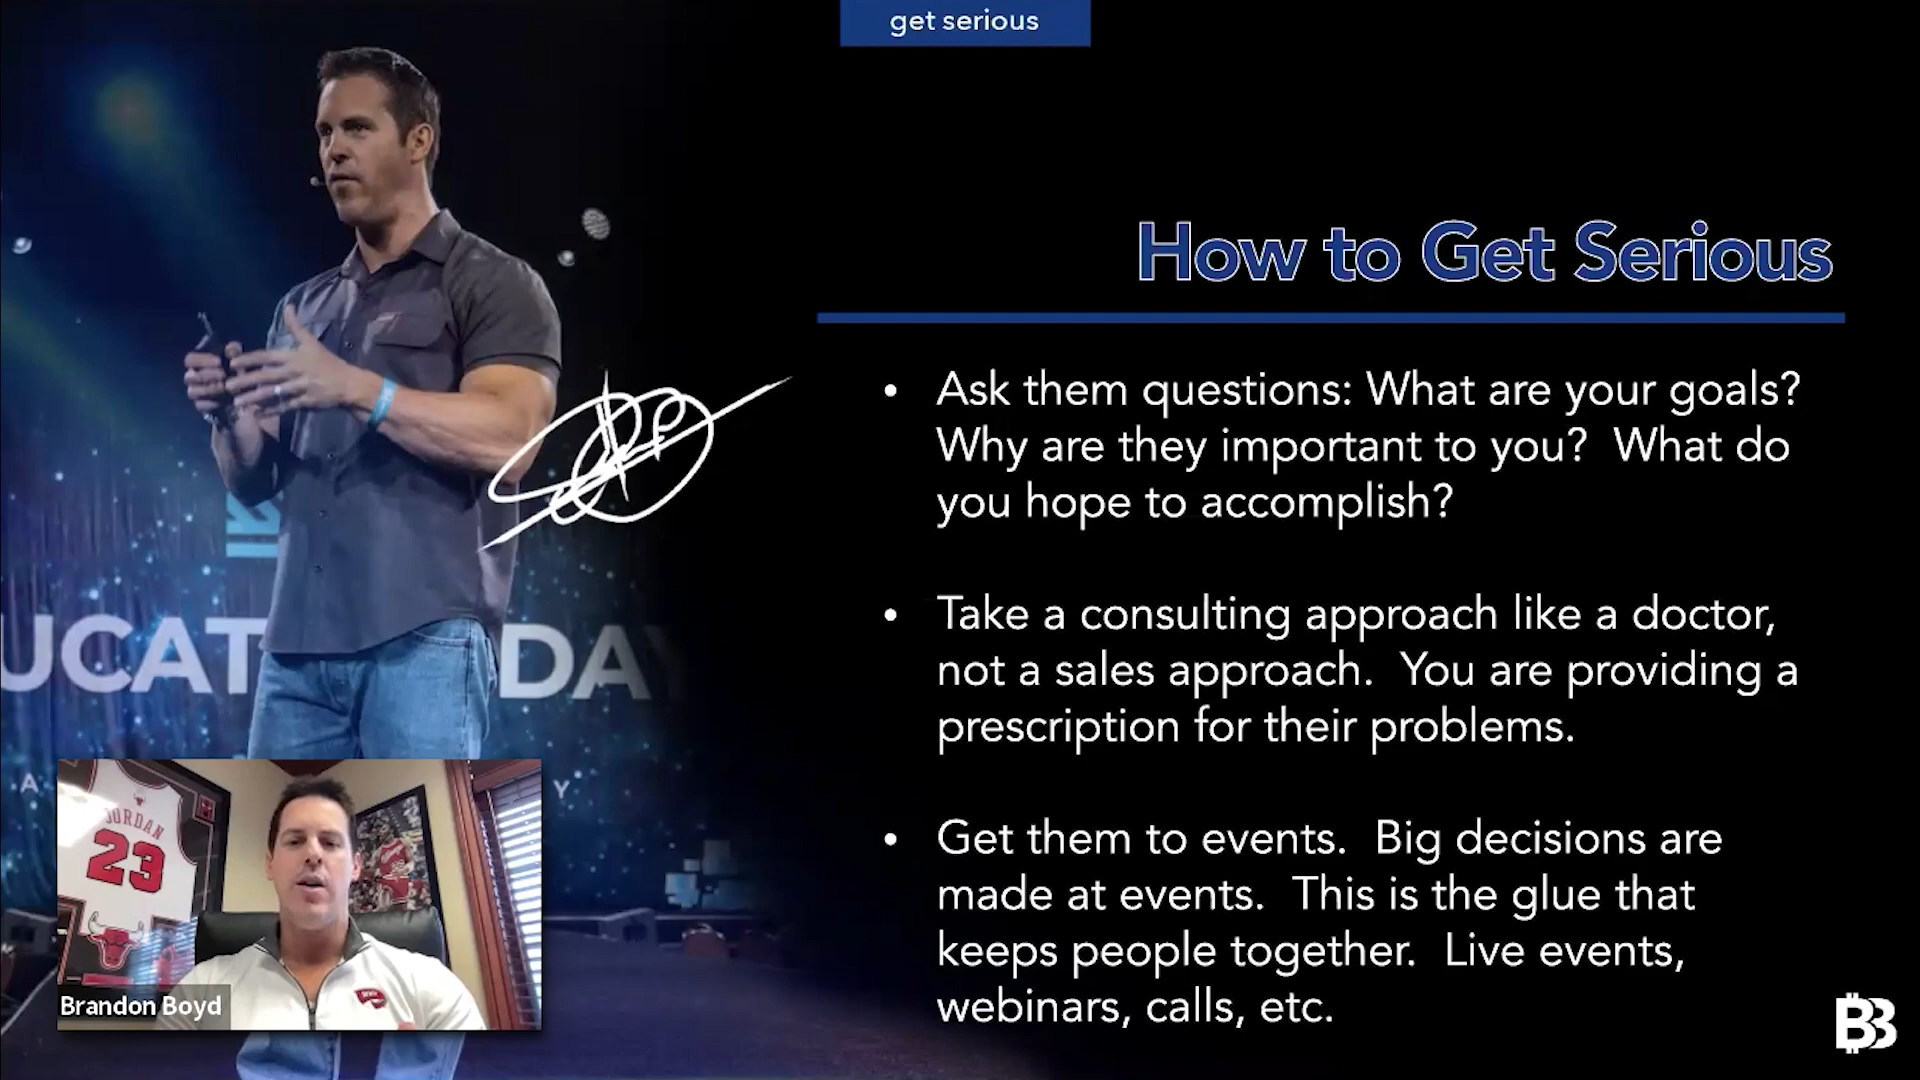 get serious
How to Get Serious
• Ask them questions: What are your goals?
Why are they important to you?  What do
you hope to accomplish?
• Take a consulting approach like a doctor,
not a sales approach.  You are providing a
prescription for their problems.
• Get them to events.  Big decisions are
made at events.  This is the glue that
keeps people together.  Live events,
webinars, calls, etc.
UCAT DAY
A Y
JORDAN
23
Brandon Boyd